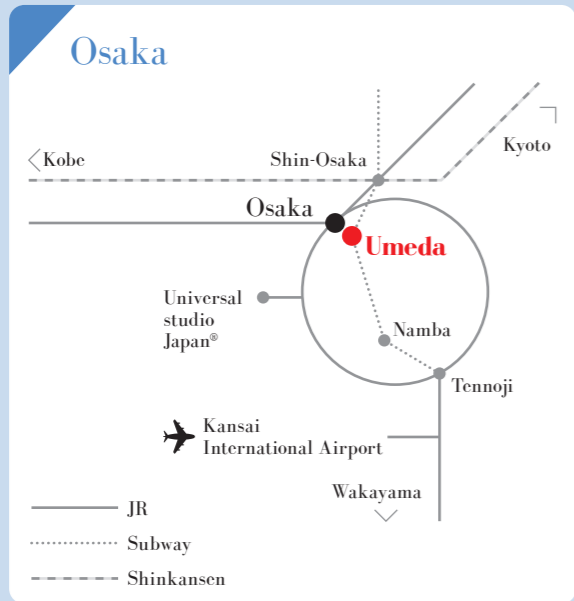 Osaka
Kobe
Shin-Osaka
Kyoto
Osaka
Umeda
Universal
studio
Japan®
Namba
Tennoji
Kansai
International Airport
Wakayama
JR
Subway
Shinkansen